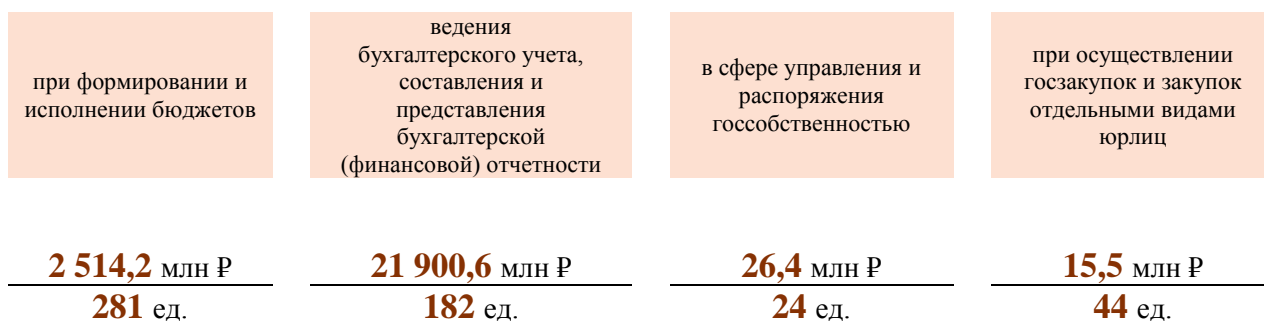 при формировании и
исполнении бюджетов
ведения
бухгалтерского учета,
составления и
представления
бухгалтерской
(финансовой) отчетности
в сфере управления и
распоряжения
госсобственностью
при осуществлении
госзакупок и закупок
отдельными видами
юрлиц
2 514,2 млн ₽
281 ед.
21 900,6 млн ₽
182 ед.
26,4 млн ₽
24 ед.
15,5 млн ₽
44 ед.